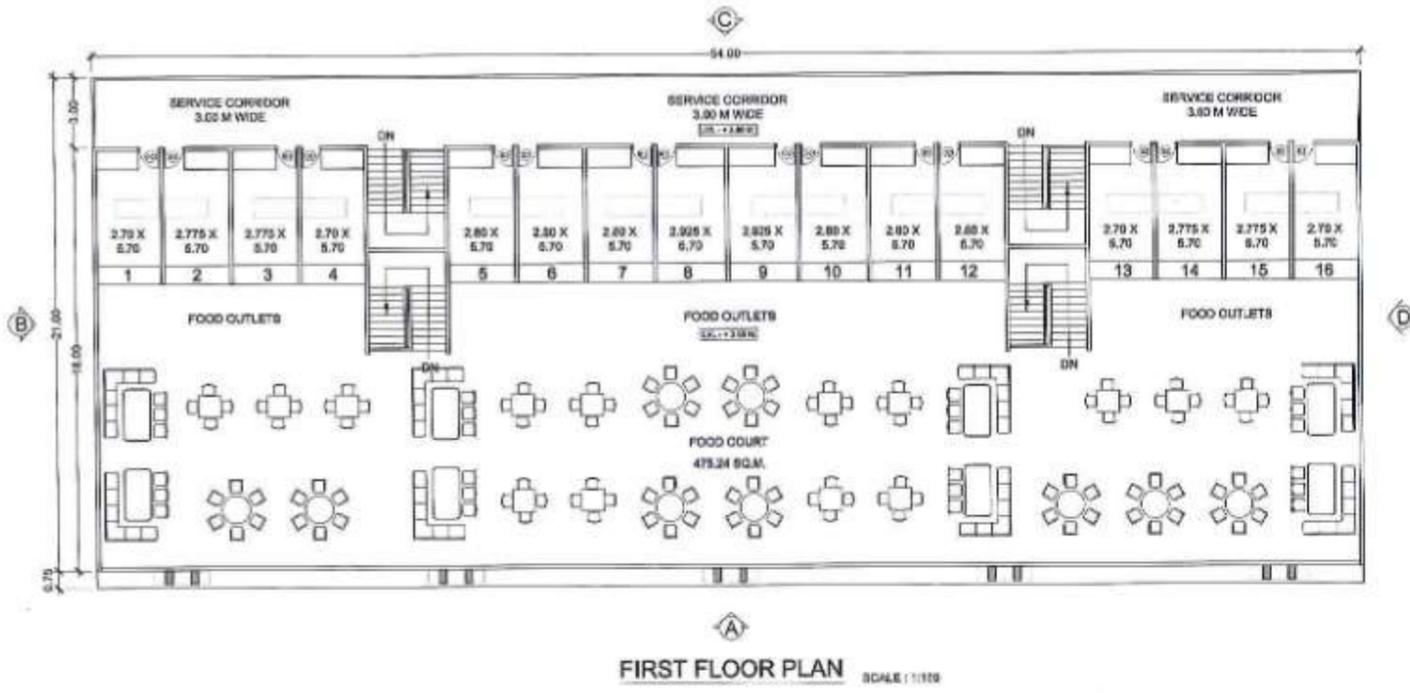 C
54.00
SERVICE CORRIDOR
3.00 M WIDE
SERVICE CORRIDOR
3.00 M WIDE
SERVICE CORRIDOR
3.00 M WIDE
3.00
DN
DN
2.70 X
5.70
2.775 X
5.70
2.775 X
5.70
2.70 X
5.70
2.80 X
5.70
2.80 X
5.70
2.80 X
5.70
2.925 X
5.70
2.925 X
5.70
2.80 X
5.70
2.80 X
5.70
2.80 X
5.70
2.70 X
5.70
2.775 X
5.70
2.775 X
5.70
2.70 X
5.70
1 2 3 4 5 6 7 8 9 10 11 12 13 14 15 16
B
21.00
18.00
FOOD OUTLETS
FOOD OUTLETS
FOOD OUTLETS
D
DN
DN
FOOD COURT
475.24 SQ.M.
0.75
A
FIRST FLOOR PLAN
SCALE